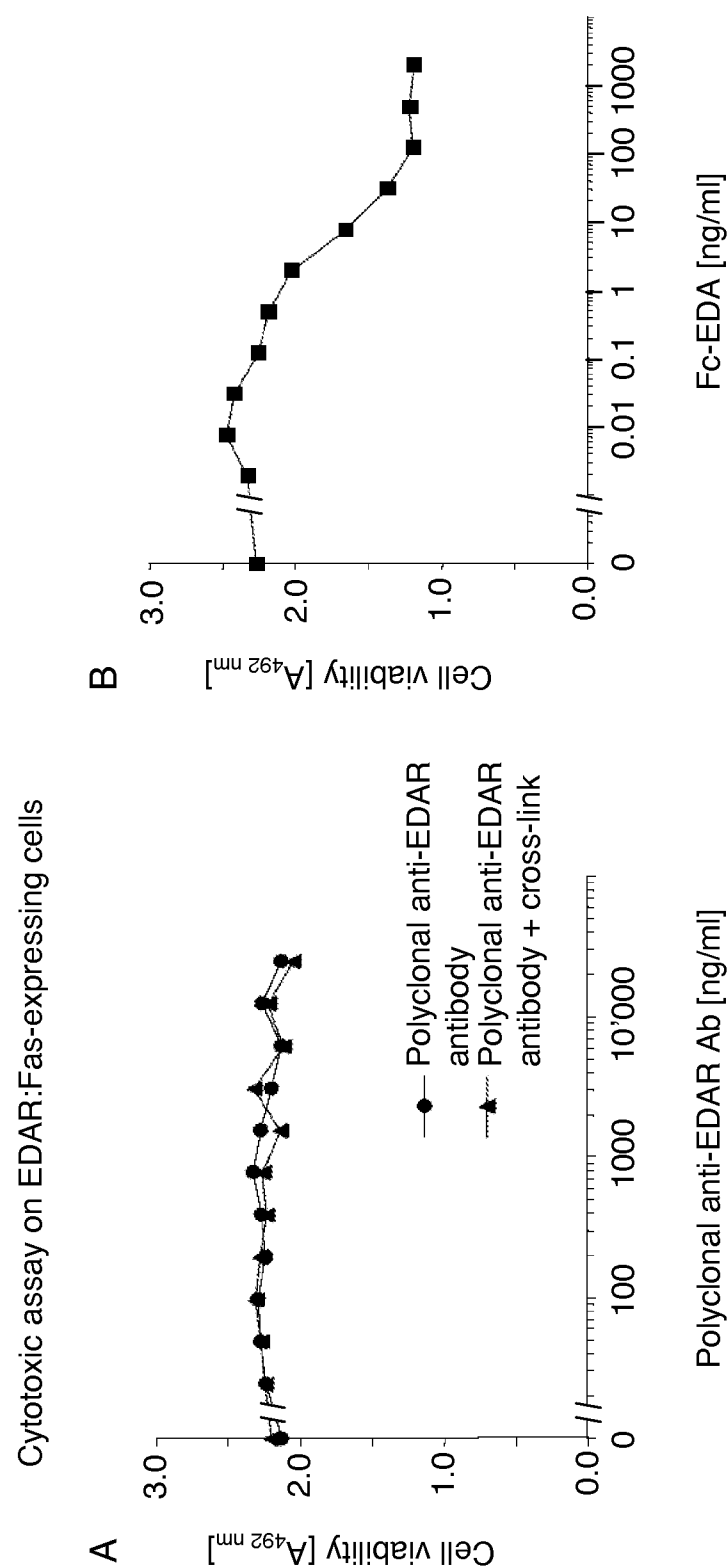 Cytotoxic assay on EDAR:Fas-expressing cells
A
Cell viability [A492 nm]
3.0
2.0
1.0
0.0
0
100
1000
10'000
Polyclonal anti-EDAR Ab [ng/ml]
Polyclonal anti-EDAR
antibody
Polyclonal anti-EDAR
antibody + cross-link
B
Cell viability [A492 nm]
3.0
2.0
1.0
0.0
0
0.01
0.1
1
10
100
1000
Fc-EDA [ng/ml]